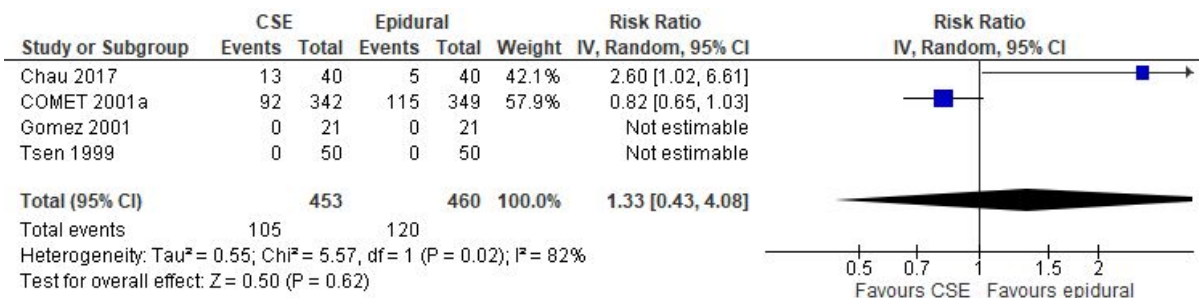 CSE Epidural Risk Ratio Risk Ratio
Study or Subgroup Events Total Events Total Weight IV, Random, 95% CI IV, Random, 95% CI
Chau 2017 13 40 5 40 42.1% 2.60 [1.02, 6.61]
COMET 2001a 92 342 115 349 57.9% 0.82 [0.65, 1.03]
Gomez 2001 0 21 0 21 Not estimable
Tsen 1999 0 50 0 50 Not estimable
Total (95% CI) 453 460 100.0% 1.33 [0.43, 4.08]
Total events 105 120
Heterogeneity: Tau² = 0.55; Chi² = 5.57, df = 1 (P = 0.02); I² = 82%
Test for overall effect: Z = 0.50 (P = 0.62)
0.5 0.7 1 1.5 2
Favours CSE Favours epidural